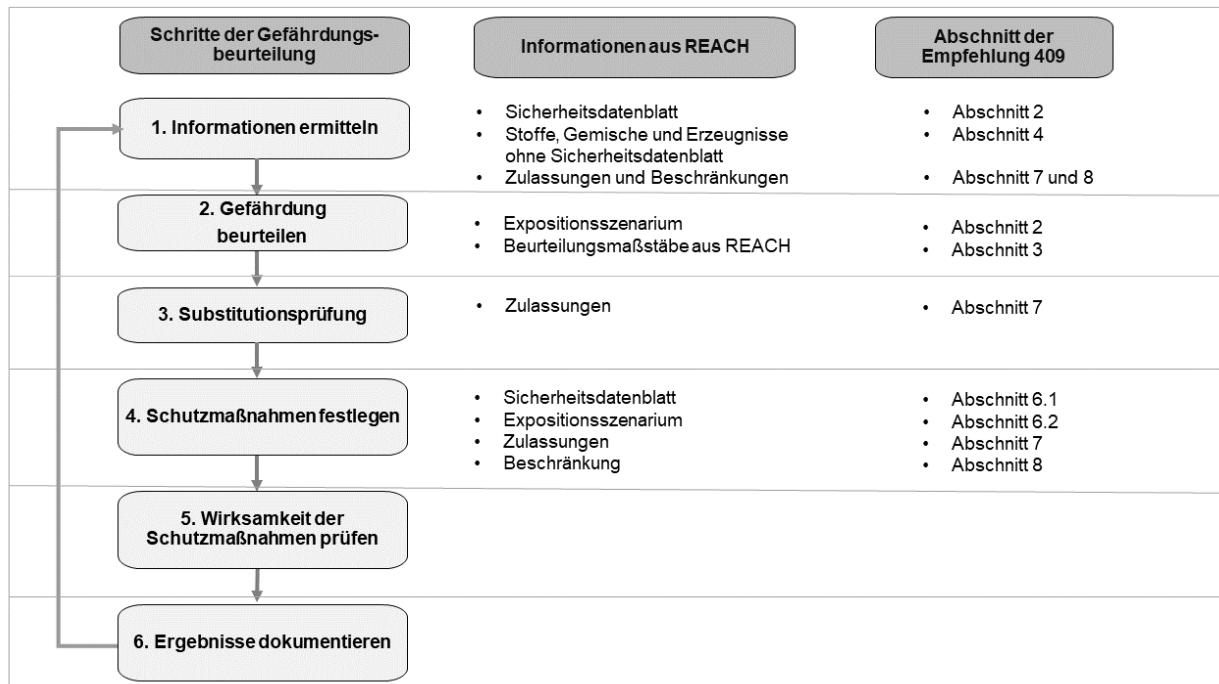 Schritte der Gefährdungs-
beurteilung
Informationen aus REACH
Abschnitt der
Empfehlung 409
1. Informationen ermitteln
• Sicherheitsdatenblatt
• Stoffe, Gemische und Erzeugnisse
ohne Sicherheitsdatenblatt
• Zulassungen und Beschränkungen
• Abschnitt 2
• Abschnitt 4
• Abschnitt 7 und 8
2. Gefährdung
beurteilen
• Expositionsszenarium
• Beurteilungsmaßstäbe aus REACH
• Abschnitt 2
• Abschnitt 3
3. Substitutionsprüfung
• Zulassungen
• Abschnitt 7
4. Schutzmaßnahmen festlegen
• Sicherheitsdatenblatt
• Expositionsszenarium
• Zulassungen
• Beschränkung
• Abschnitt 6.1
• Abschnitt 6.2
• Abschnitt 7
• Abschnitt 8
5. Wirksamkeit der
Schutzmaßnahmen prüfen
6. Ergebnisse dokumentieren